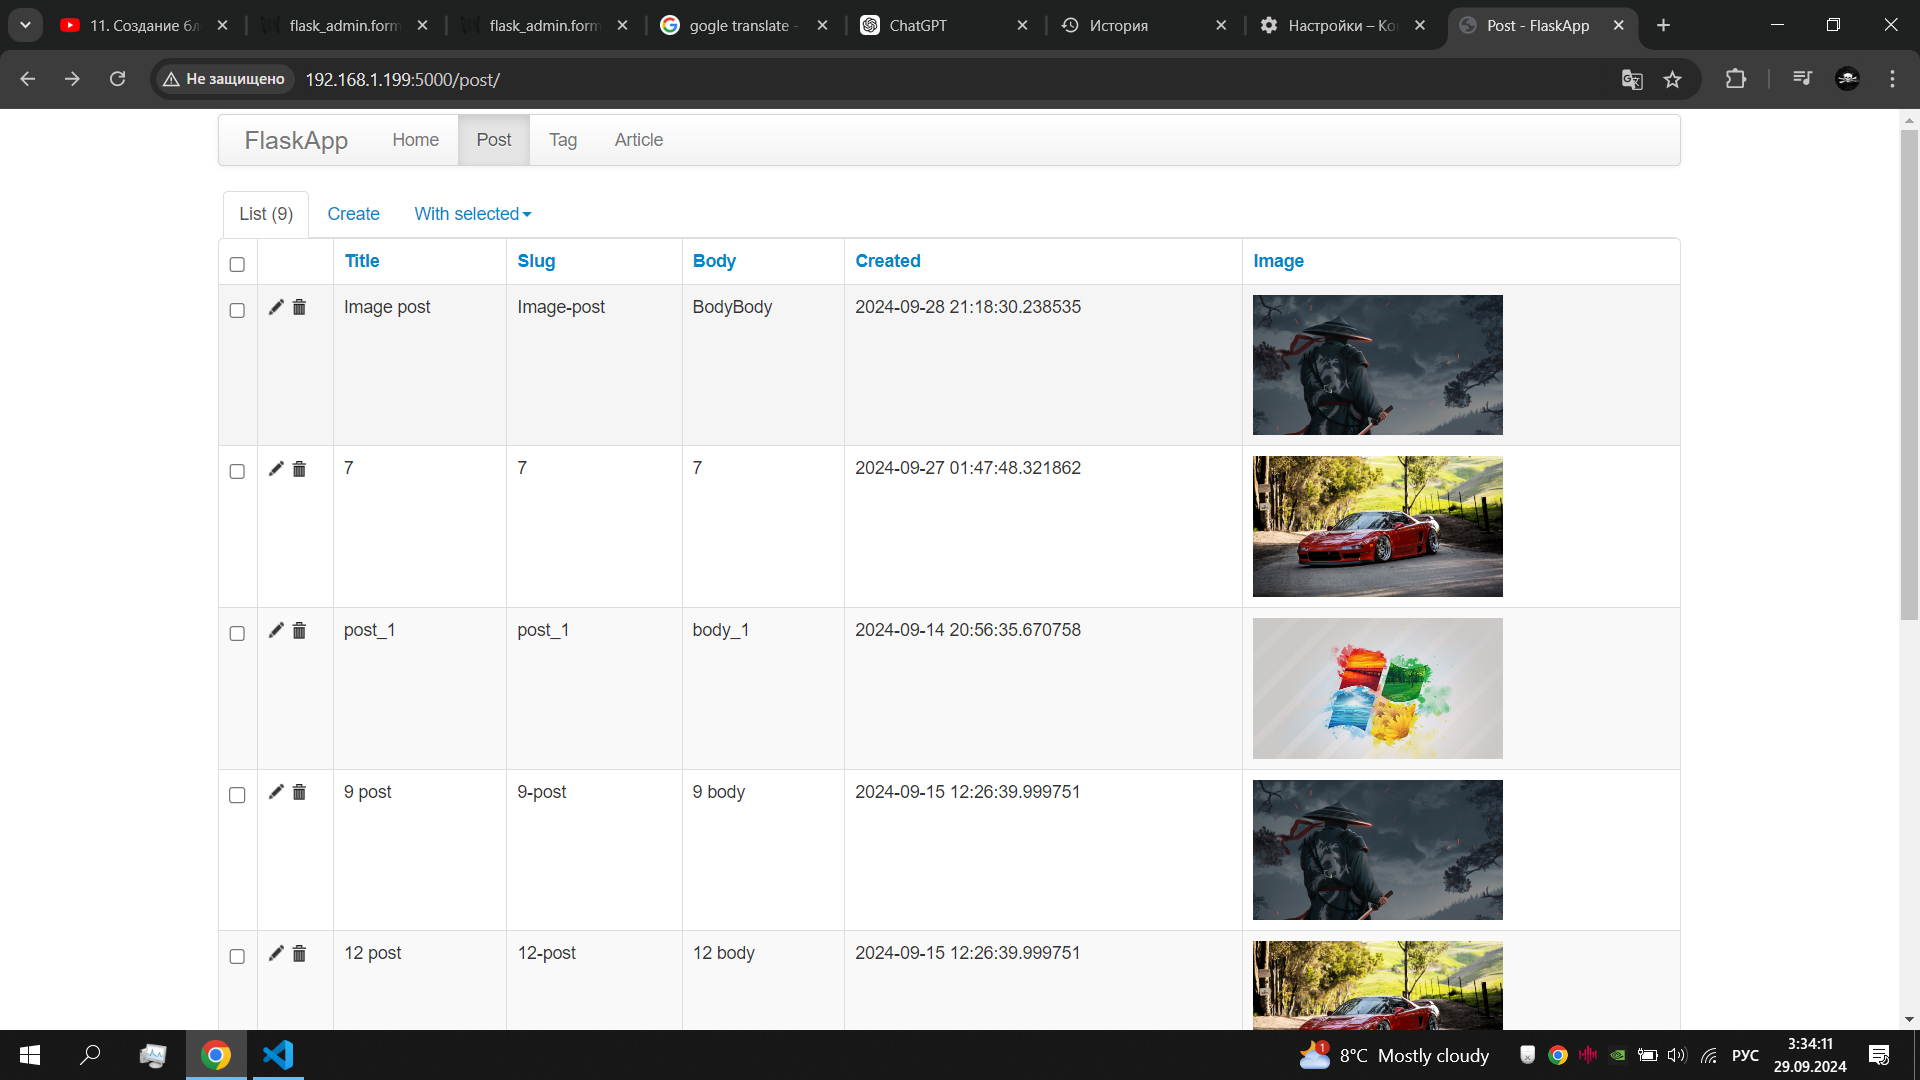 11. Создание бл
flask_admin.form
flask_admin.form
gogle translate -
ChatGPT
История
Настройки – Ко
Post - FlaskApp
Не защищено
192.168.1.199:5000/post/
FlaskApp Home Post Tag Article
List (9) Create With selected
Title Slug Body Created Image
Image post Image-post BodyBody 2024-09-28 21:18:30.238535
7 7 7 2024-09-27 01:47:48.321862
post_1 post_1 body_1 2024-09-14 20:56:35.670758
9 post 9-post 9 body 2024-09-15 12:26:39.999751
12 post 12-post 12 body 2024-09-15 12:26:39.999751
1
8°C Mostly cloudy
РУС
3:34:11
29.09.2024